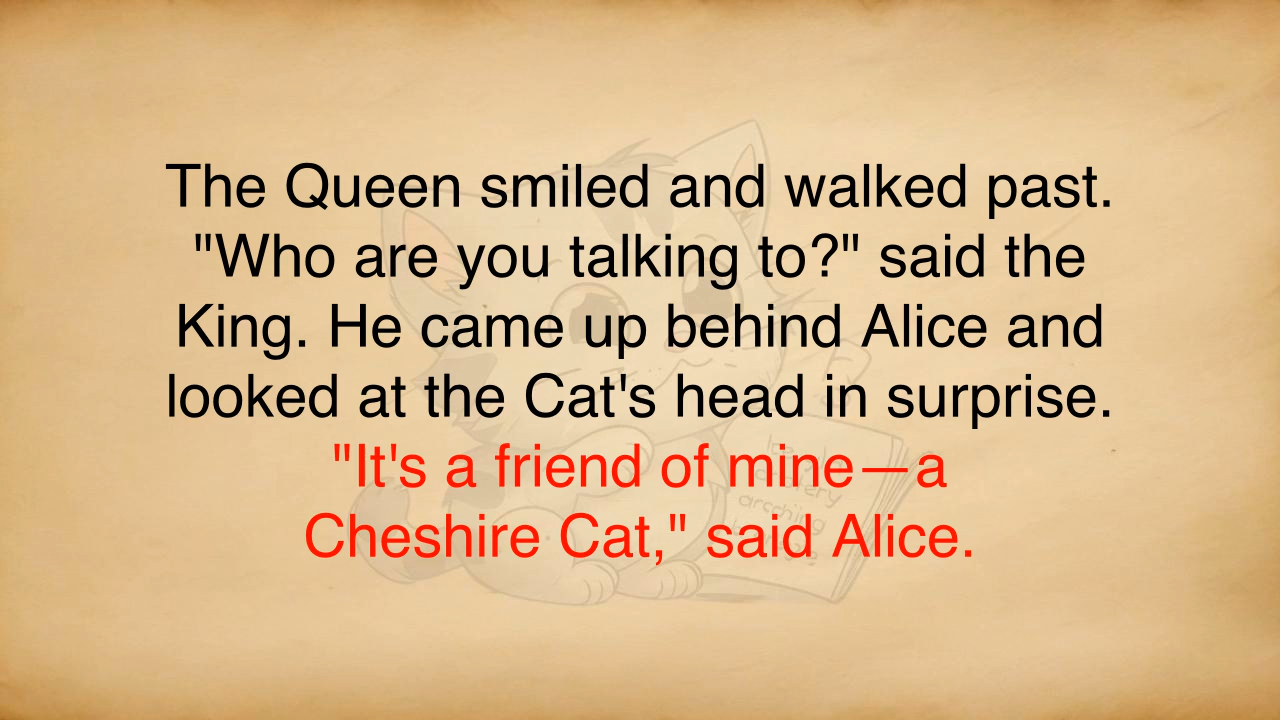 The Queen smiled and walked past.
"Who are you talking to?" said the
King. He came up behind Alice and
looked at the Cat's head in surprise.
"It's a friend of mine—a
Cheshire Cat," said Alice.